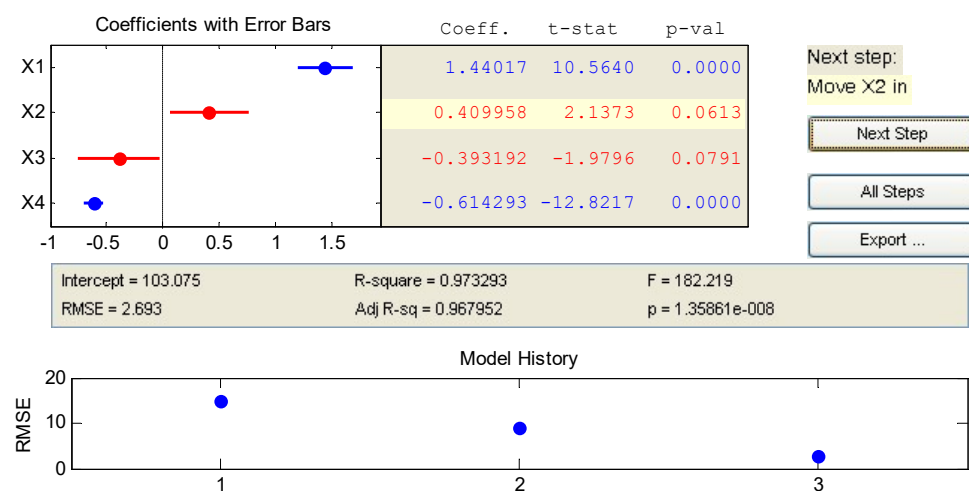 Coefficients with Error Bars
Coeff. t-stat p-val
X1 1.44017 10.5640 0.0000
X2 0.409958 2.1373 0.0613
X3 -0.393192 -1.9796 0.0791
X4 -0.614293 -12.8217 0.0000
-1 -0.5 0 0.5 1 1.5
Next step:
Move X2 in
Next Step
All Steps
Export ...
Intercept = 103.075 R-square = 0.973293 F = 182.219
RMSE = 2.693 Adj R-sq = 0.967952 p = 1.35861e-008
Model History
RMSE
20
10
0
1 2 3